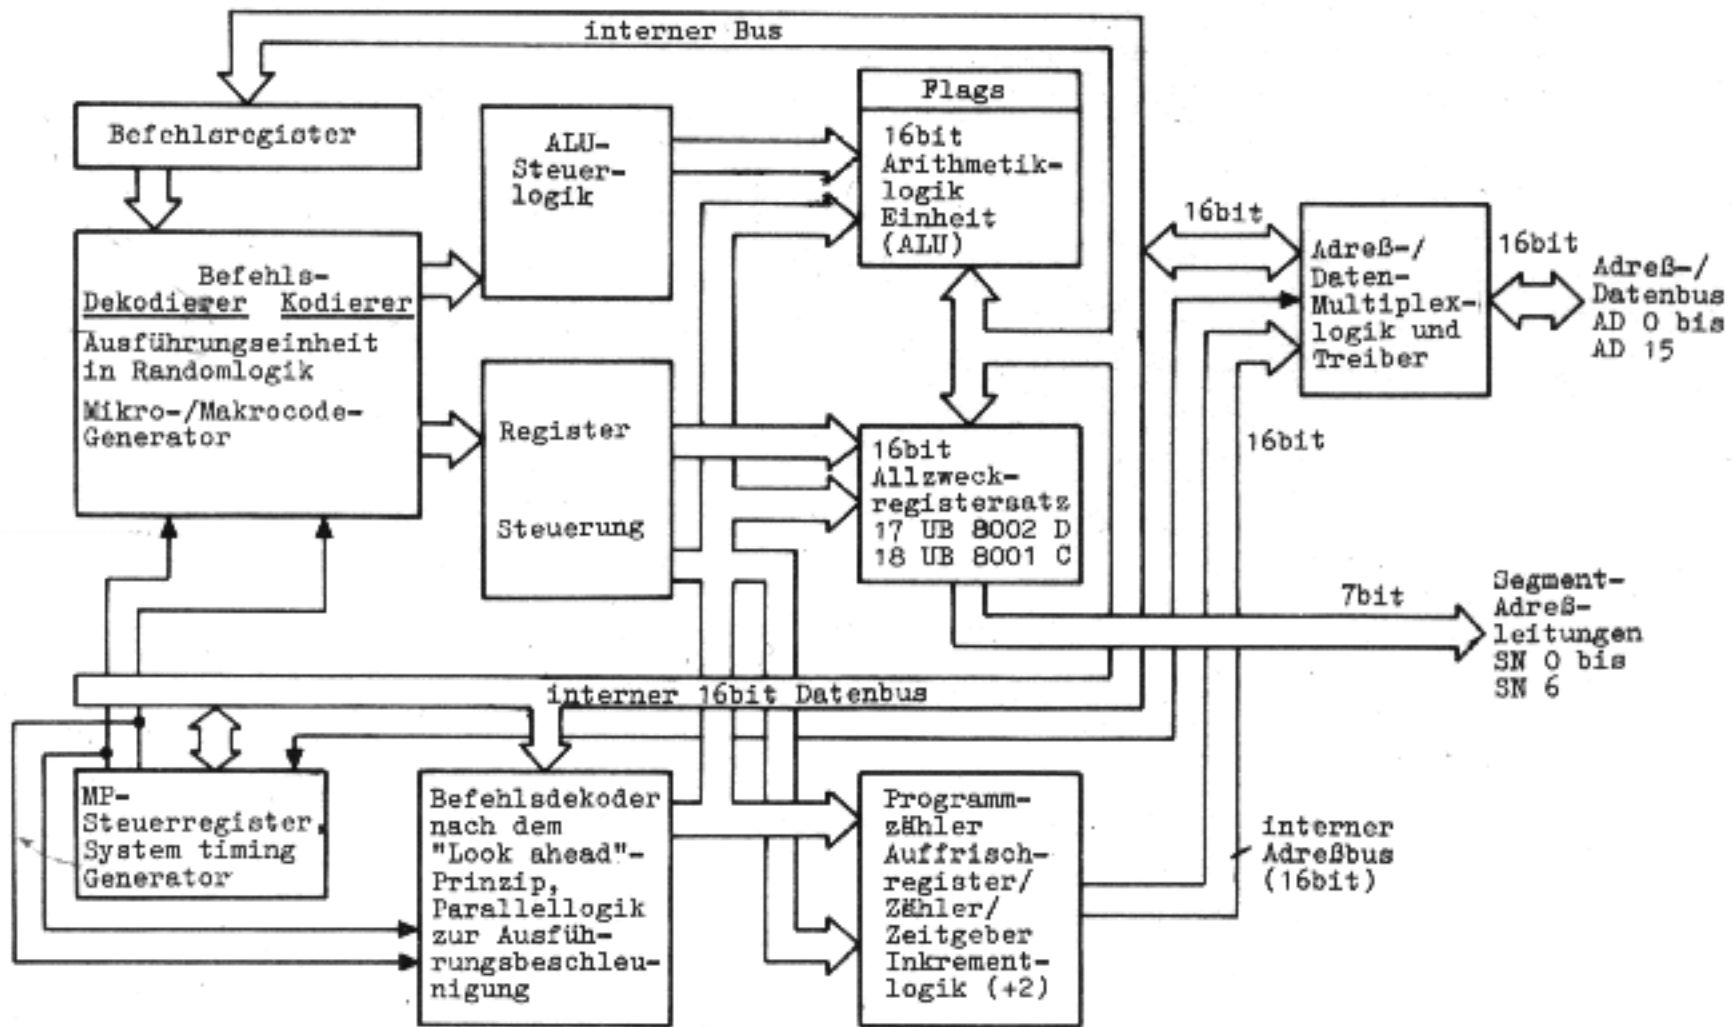 interner Bus
Befehlsregister
ALU-
Steuer-
logik
Flags
16bit
Arithmetik-
logik
Einheit
(ALU)
Befehls-
Dekodierer Kodierer
Ausführungseinheit
in Randomlogik
Mikro-/Makrocode-
Generator
Register
Steuerung
16bit
Allzweck-
registersatz
17 UB 8002 D
18 UB 8001 C
16bit
Adreß-/
Daten-
Multiplex-
logik und
Treiber
16bit
Adreß-/
Datenbus
AD 0 bis
AD 15
16bit
7bit
Segment-
Adreß-
leitungen
SN 0 bis
SN 6
interner 16bit Datenbus
MP-
Steuerregister,
System timing
Generator
Befehlsdekoder
nach dem
"Look ahead"-
Prinzip,
Parallellogik
zur Ausfüh-
rungsbeschleu-
nigung
Programm-
zähler
Auffrisch-
register/
Zähler/
Zeitgeber
Inkrement-
logik (+2)
interner
Adreßbus
(16bit)